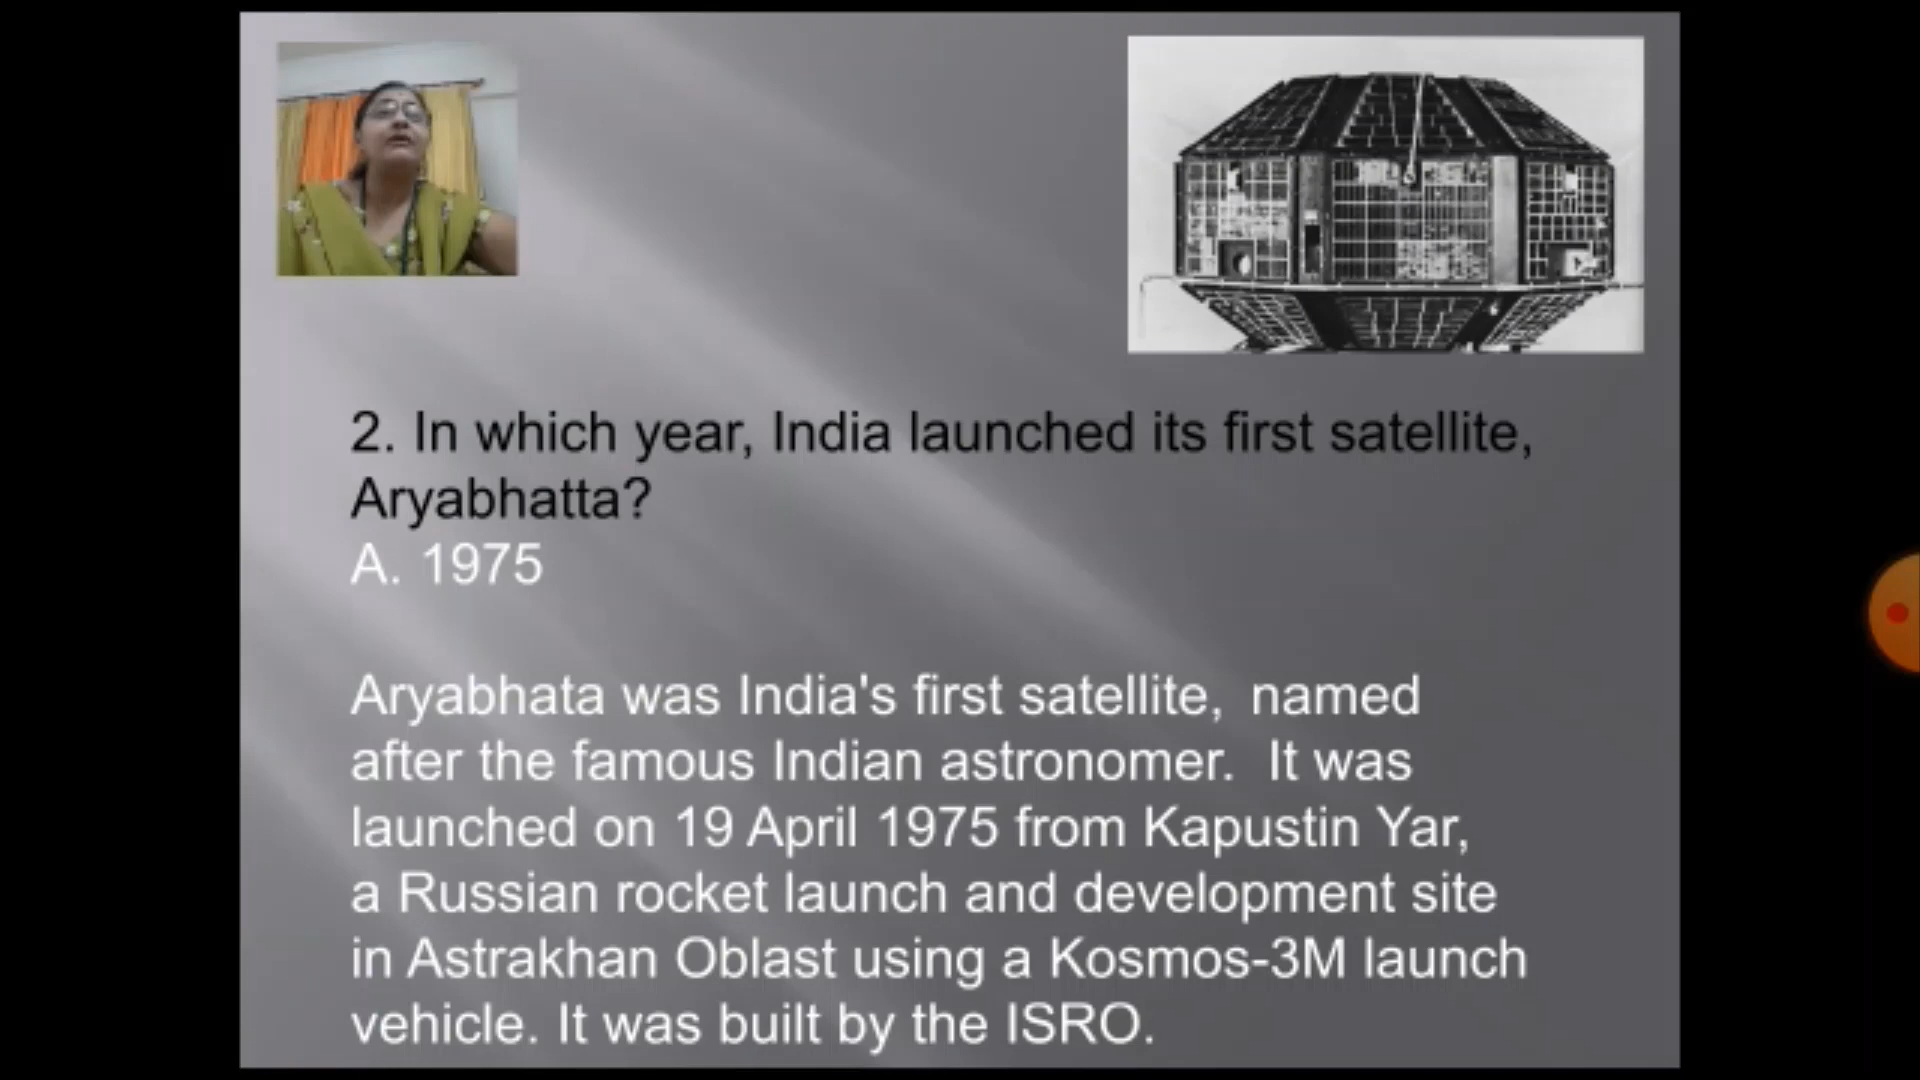 2. In which year, India launched its first satellite,
Aryabhatta?
A. 1975
Aryabhata was India's first satellite, named
after the famous Indian astronomer. It was
launched on 19 April 1975 from Kapustin Yar,
a Russian rocket launch and development site
in Astrakhan Oblast using a Kosmos-3M launch
vehicle. It was built by the ISRO.